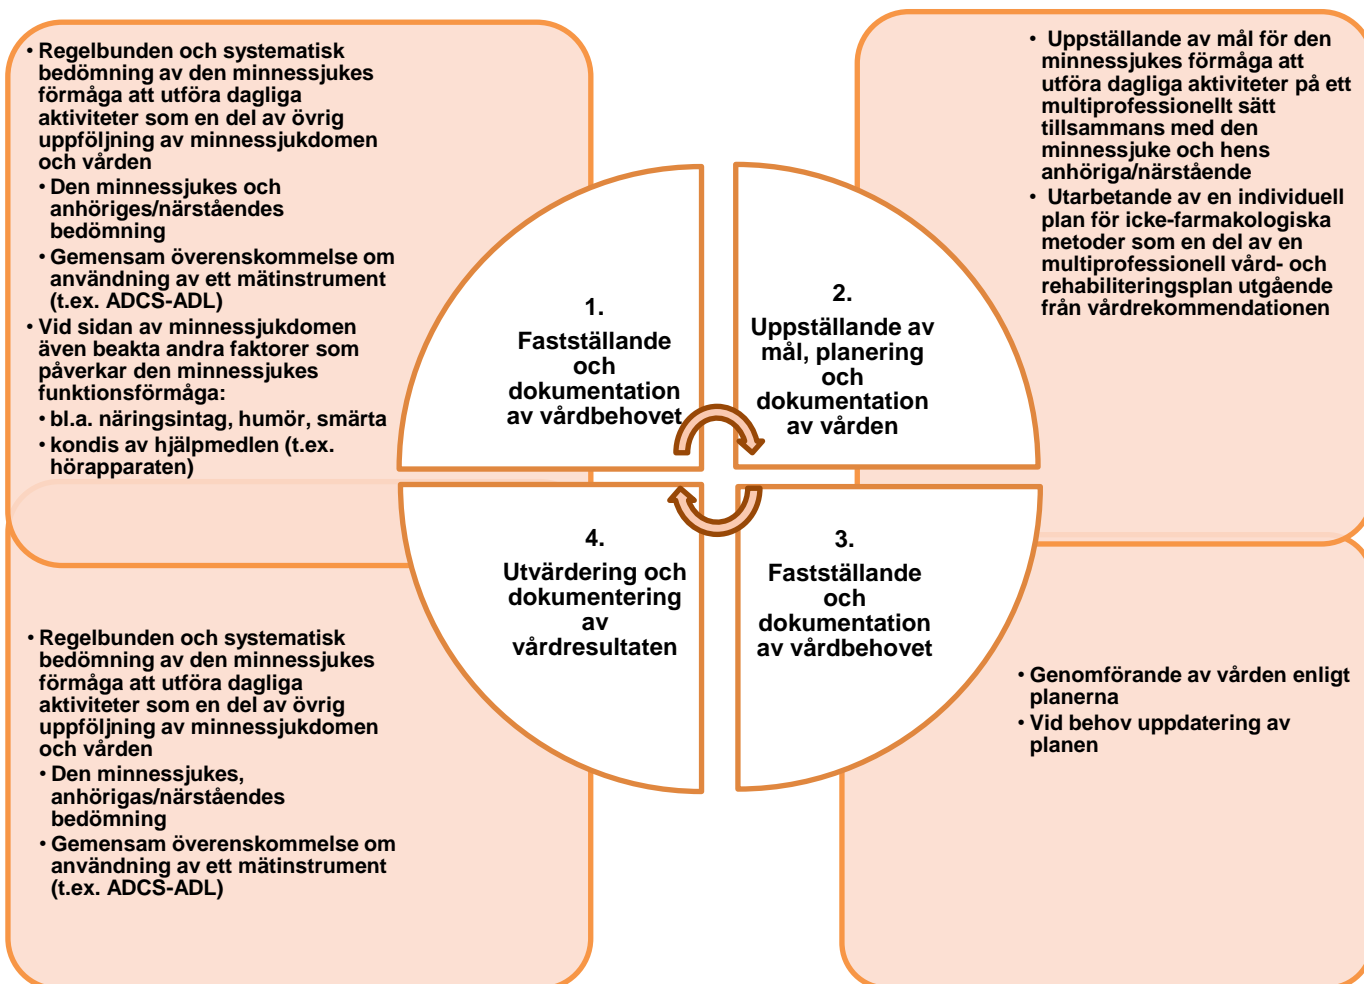 • Regelbunden och systematisk
bedömning av den minnessjukes
förmåga att utföra dagliga
aktiviteter som en del av övrig
uppföljning av minnessjukdomen
och vården
• Den minnessjukes och
anhöriges/närståendes
bedömning
• Gemensam överenskommelse om
användning av ett mätinstrument
(t.ex. ADCS-ADL)
• Vid sidan av minnessjukdomen
även beakta andra faktorer som
påverkar den minnessjukes
funktionsförmåga:
• bl.a. näringsintag, humör, smärta
• kondis av hjälpmedlen (t.ex.
hörapparaten)
• Uppställande av mål för den
minnessjukes förmåga att
utföra dagliga aktiviteter på ett
multiprofessionellt sätt
tillsammans med den
minnessjuke och hens
anhöriga/närstående
• Utarbetande av en individuell
plan för icke-farmakologiska
metoder som en del av en
multiprofessionell vård- och
rehabiliteringsplan utgående
från vårdrekommendationen
1.
Fastställande
och
dokumentation
av vårdbehovet
2.
Uppställande av
mål, planering
och
dokumentation
av vården
3.
Fastställande
och
dokumentation
av vårdbehovet
4.
Utvärdering och
dokumentering
av
vårdresultaten
• Genomförande av vården enligt
planerna
• Vid behov uppdatering av
planen
• Regelbunden och systematisk
bedömning av den minnessjukes
förmåga att utföra dagliga
aktiviteter som en del av övrig
uppföljning av minnessjukdomen
och vården
• Den minnessjukes,
anhörigas/närståendes
bedömning
• Gemensam överenskommelse om
användning av ett mätinstrument
(t.ex. ADCS-ADL)